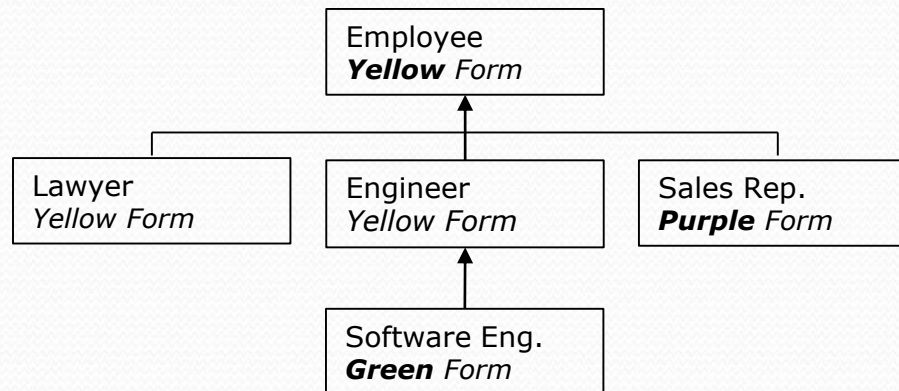 Employee
Yellow Form
Lawyer
Yellow Form
Engineer
Yellow Form
Sales Rep.
Purple Form
Software Eng.
Green Form